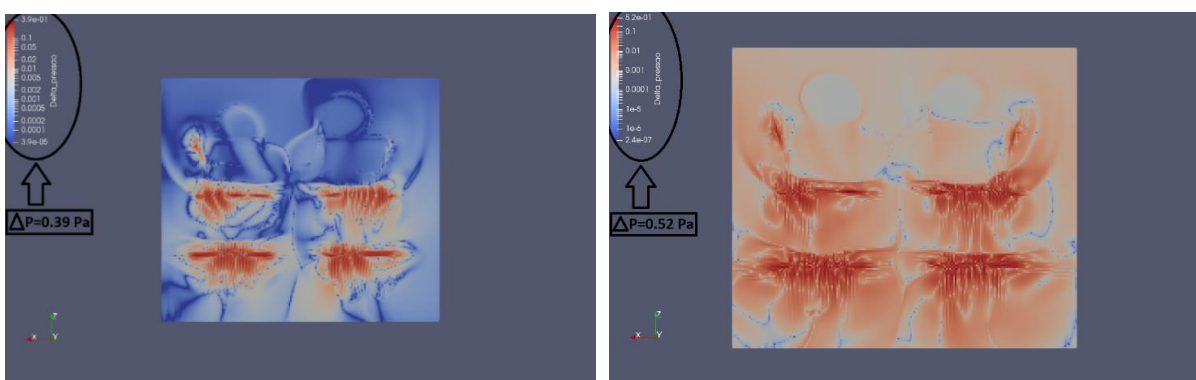 3.9e-01
0.1
0.05
0.02
0.01
0.005
0.002
0.001
0.0005
0.0002
0.0001
3.9e-05
Delta_pressao
△P=0.39 Pa
z
x
Y
5.2e-01
0.1
0.01
0.001
0.0001
1e-5
1e-6
2.4e-07
Delta_pressao
△P=0.52 Pa
z
x
Y